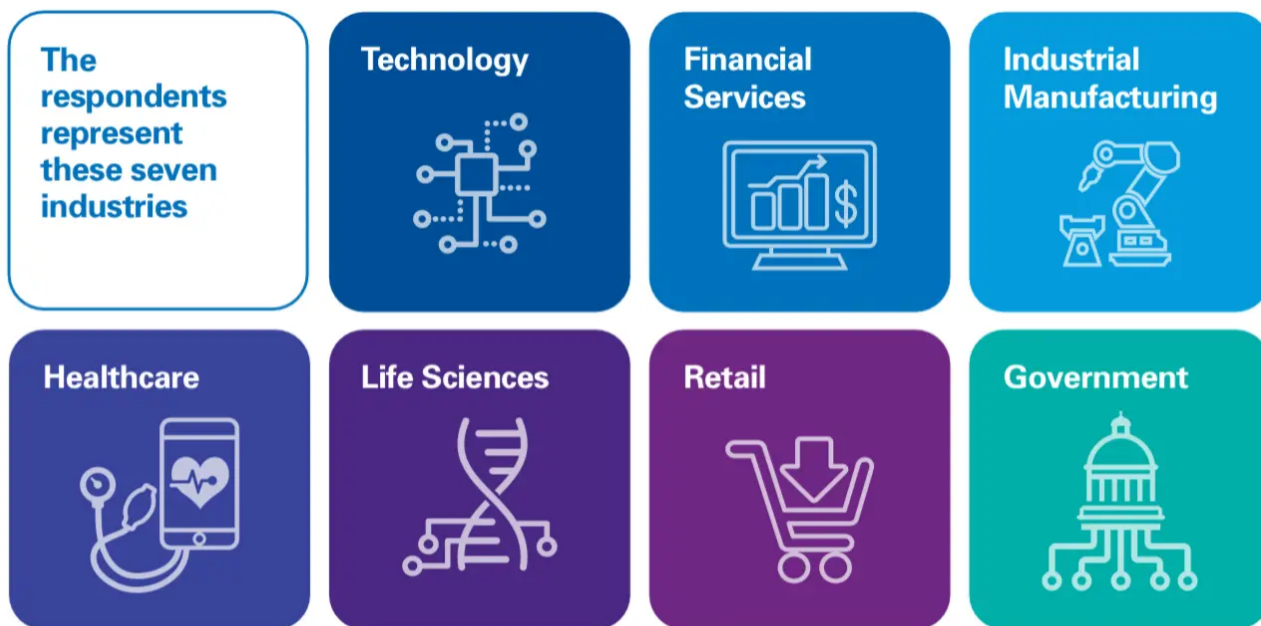 The
respondents
represent
these seven
industries
Technology
Financial
Services
Industrial
Manufacturing
Healthcare
Life Sciences
Retail
Government
$